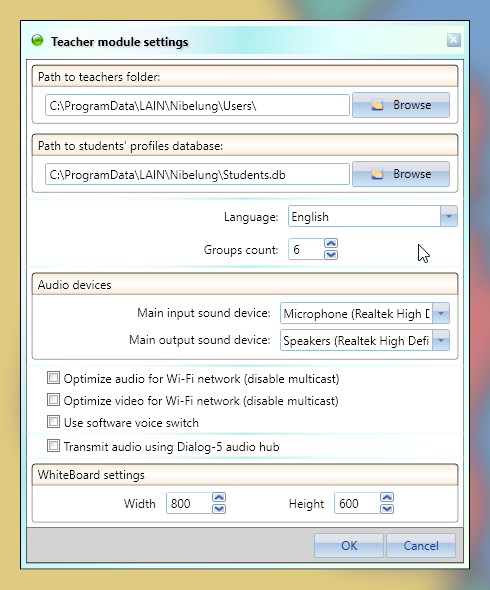 Teacher module settings
Path to teachers folder:
C:\ProgramData\LAIN\Nibelung\Users\ Browse
Path to students' profiles database:
C:\ProgramData\LAIN\Nibelung\Students.db Browse
Language: English
Groups count: 6
Audio devices
Main input sound device: Microphone (Realtek High D
Main output sound device: Speakers (Realtek High Defi
Optimize audio for Wi-Fi network (disable multicast)
Optimize video for Wi-Fi network (disable multicast)
Use software voice switch
Transmit audio using Dialog-5 audio hub
WhiteBoard settings
Width 800 Height 600
OK Cancel